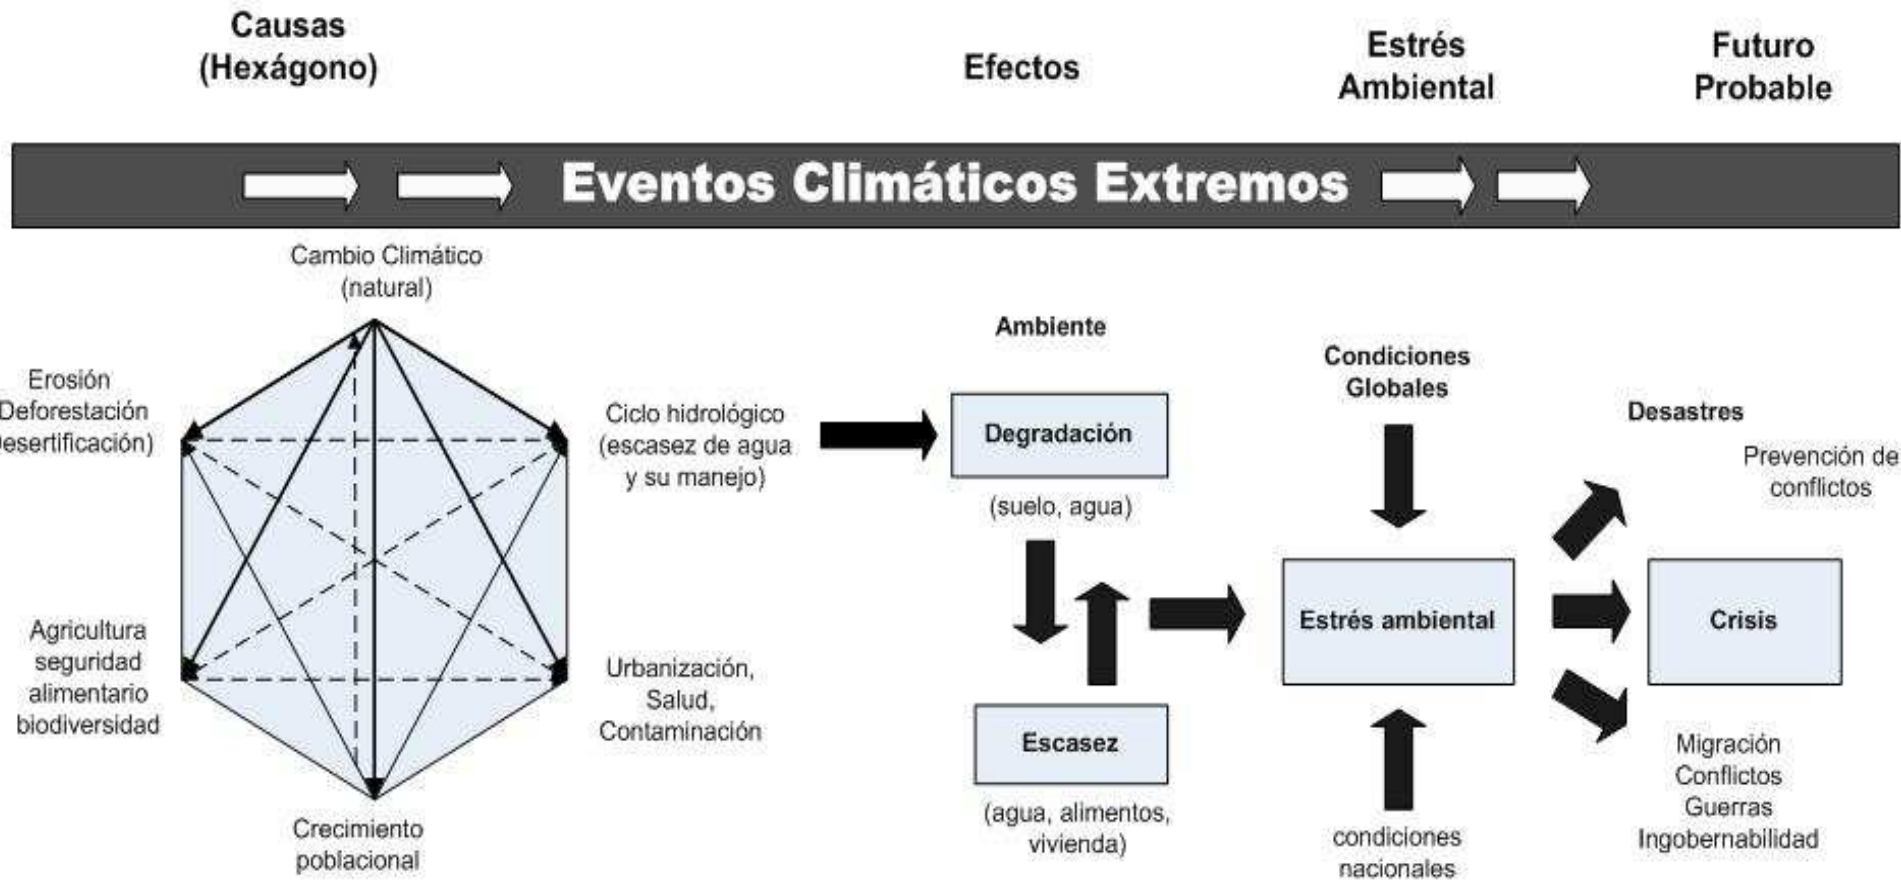 Causas
(Hexágono)
Efectos
Estrés
Ambiental
Futuro
Probable
Eventos Climáticos Extremos
Cambio Climático
(natural)
Erosión
Deforestación
esertificación)
Agricultura
seguridad
alimentario
biodiversidad
Crecimiento
poblacional
Ciclo hidrológico
(escasez de agua
y su manejo)
Urbanización,
Salud,
Contaminación
Ambiente
Degradación
(suelo, agua)
Escasez
(agua, alimentos,
vivienda)
Condiciones
Globales
Estrés ambiental
condiciones
nacionales
Desastres
Prevención de
conflictos
Crisis
Migración
Conflictos
Guerras
Ingobernabilidad